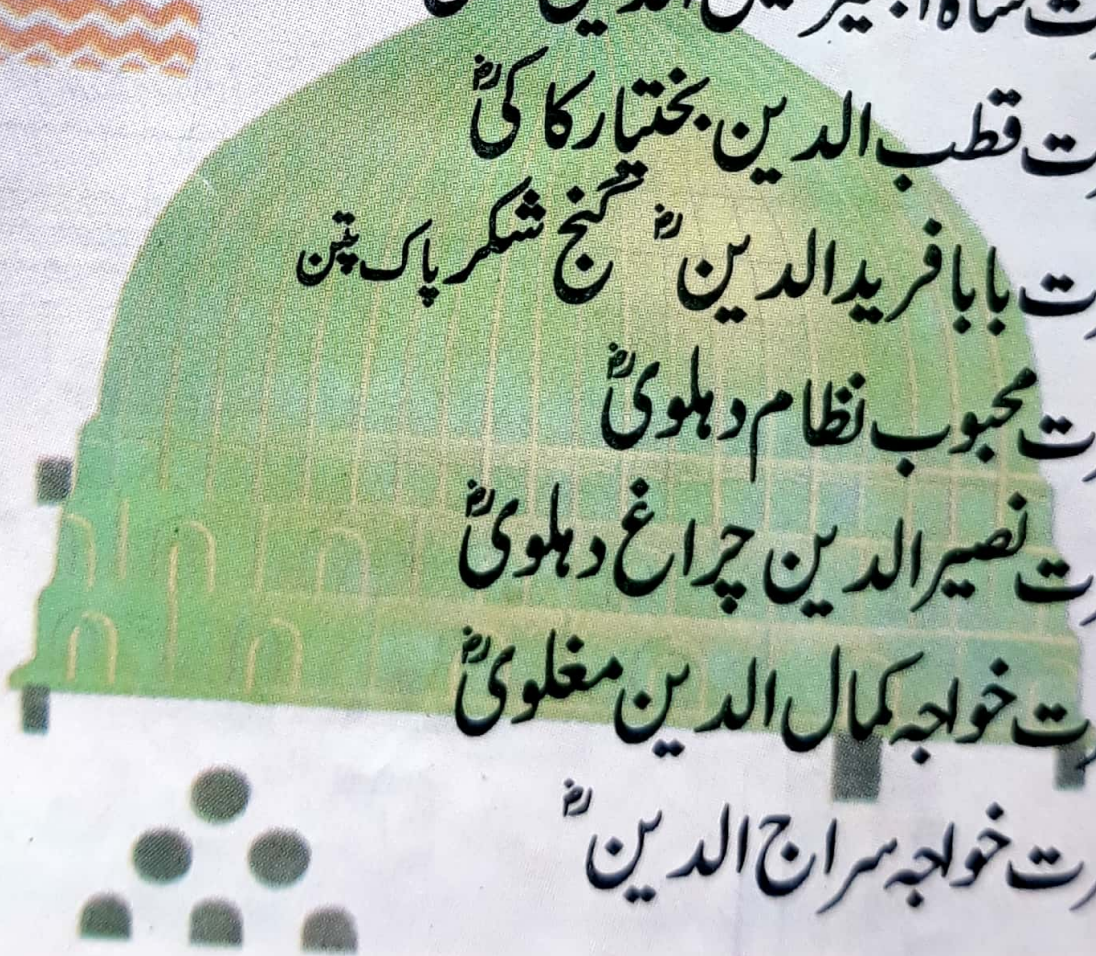 قطب الدین بختیار کاکیؒ
بابا فرید الدینؓ گنج شکر پاک پتن
محبوب نظام دہلویؓ
نصیر الدین چراغ دہلویؓ
خواجہ کمال الدین مغلویؓ
خواجہ سراج الدینؓ